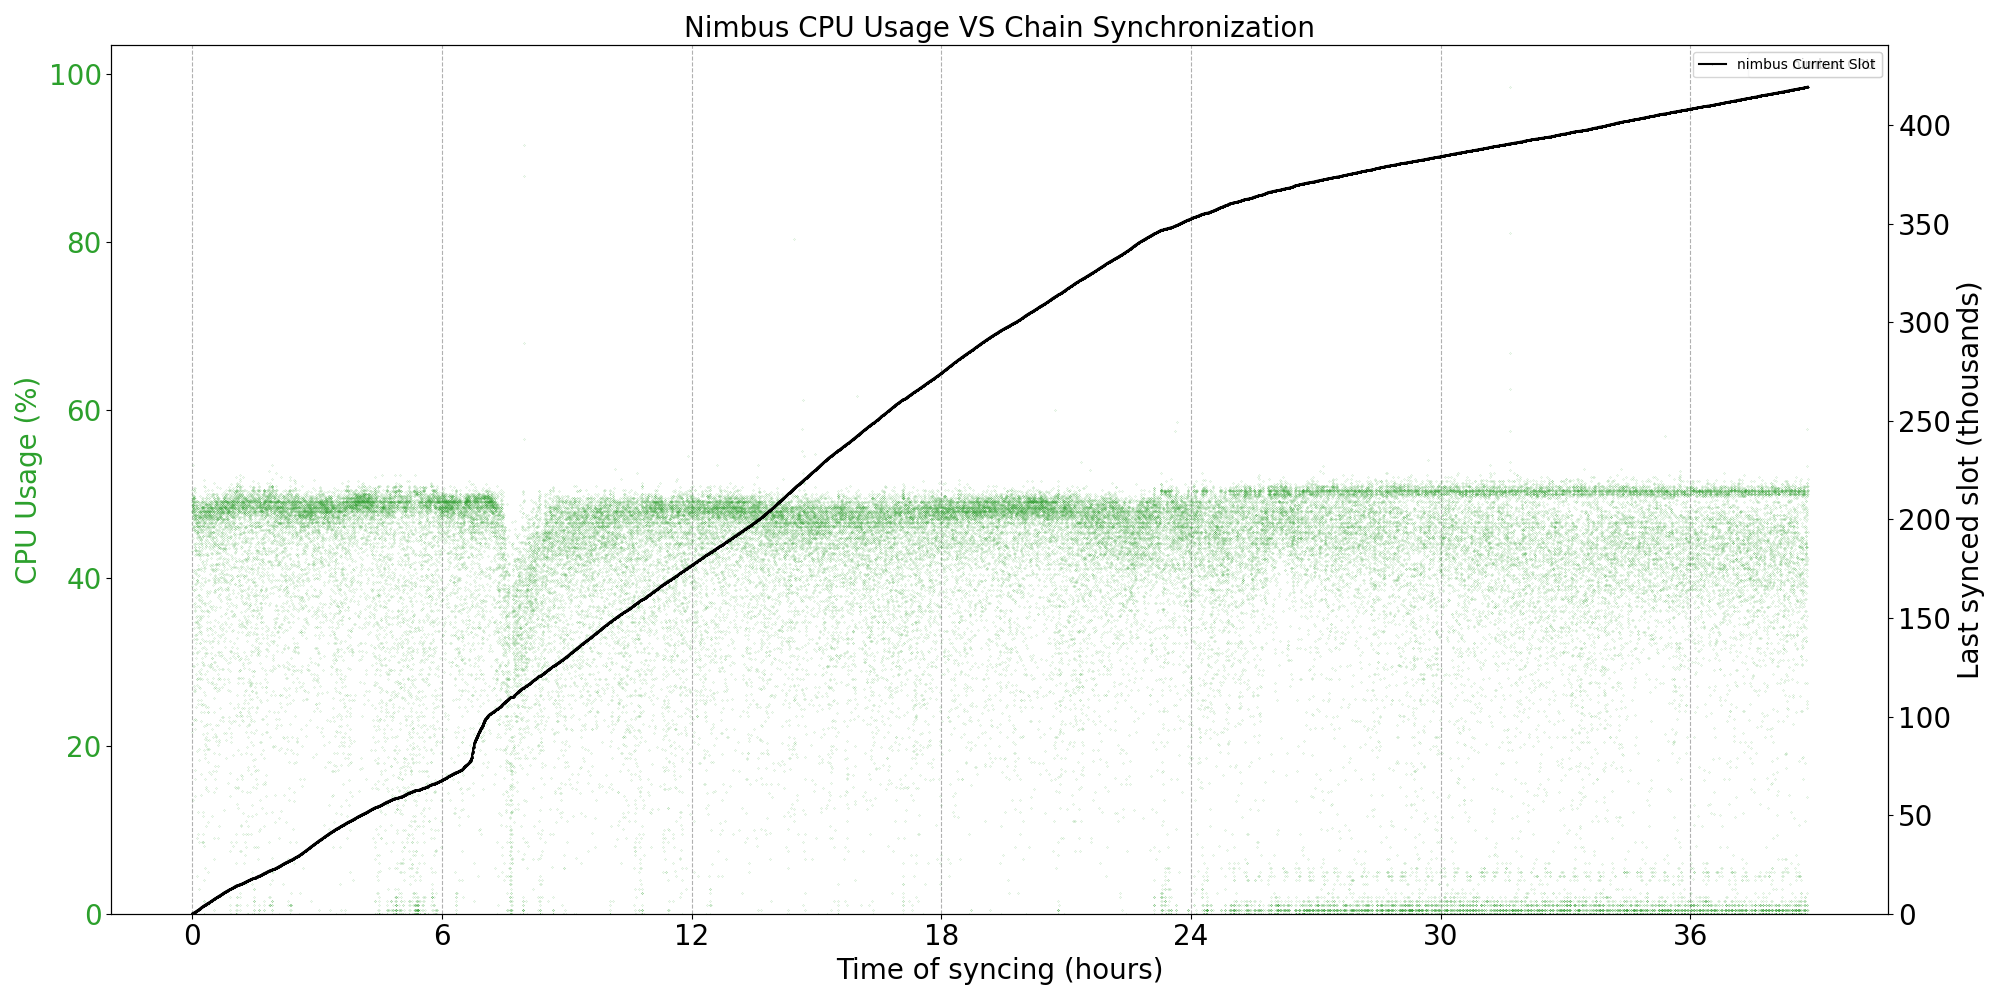 Nimbus CPU Usage VS Chain Synchronization
nimbus Current Slot
CPU Usage (%)
100
80
60
40
20
0
Last synced slot (thousands)
400
350
300
250
200
150
100
50
0
0 6 12 18 24 30 36
Time of syncing (hours)